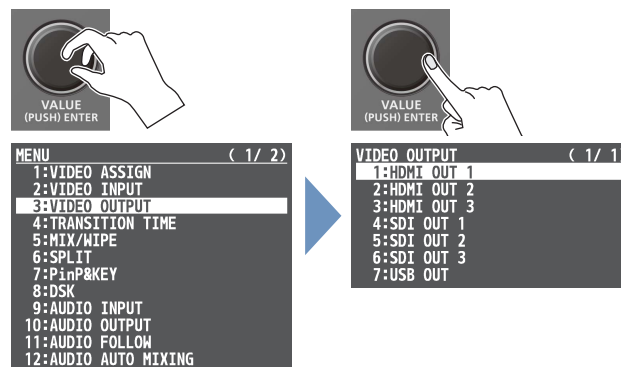 VALUE
(PUSH) ENTER
MENU ( 1/ 2)
1:VIDEO ASSIGN
2:VIDEO INPUT
3:VIDEO OUTPUT
4:TRANSITION TIME
5:MIX/WIPE
6:SPLIT
7:PinP&KEY
8:DSK
9:AUDIO INPUT
10:AUDIO OUTPUT
11:AUDIO FOLLOW
12:AUDIO AUTO MIXING
VALUE
(PUSH) ENTER
VIDEO OUTPUT ( 1/ 1
1:HDMI OUT 1
2:HDMI OUT 2
3:HDMI OUT 3
4:SDI OUT 1
5:SDI OUT 2
6:SDI OUT 3
7:USB OUT